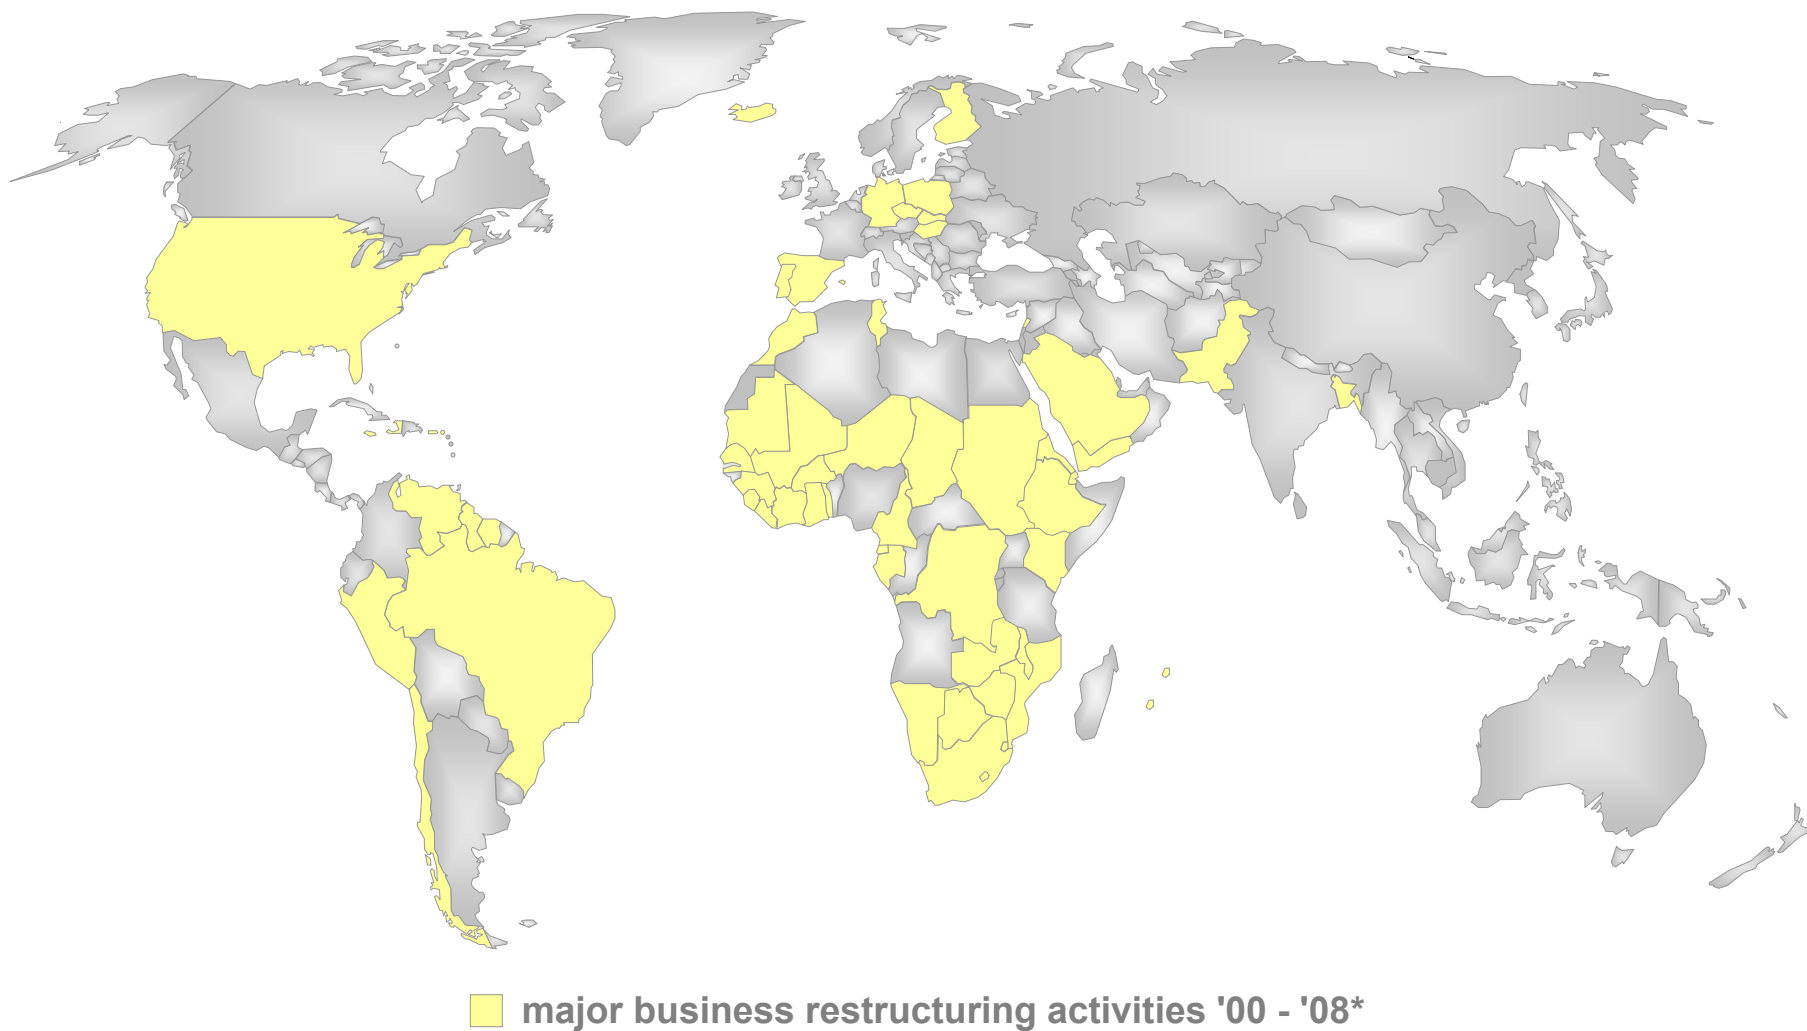 major business restructuring activities '00 - '08*